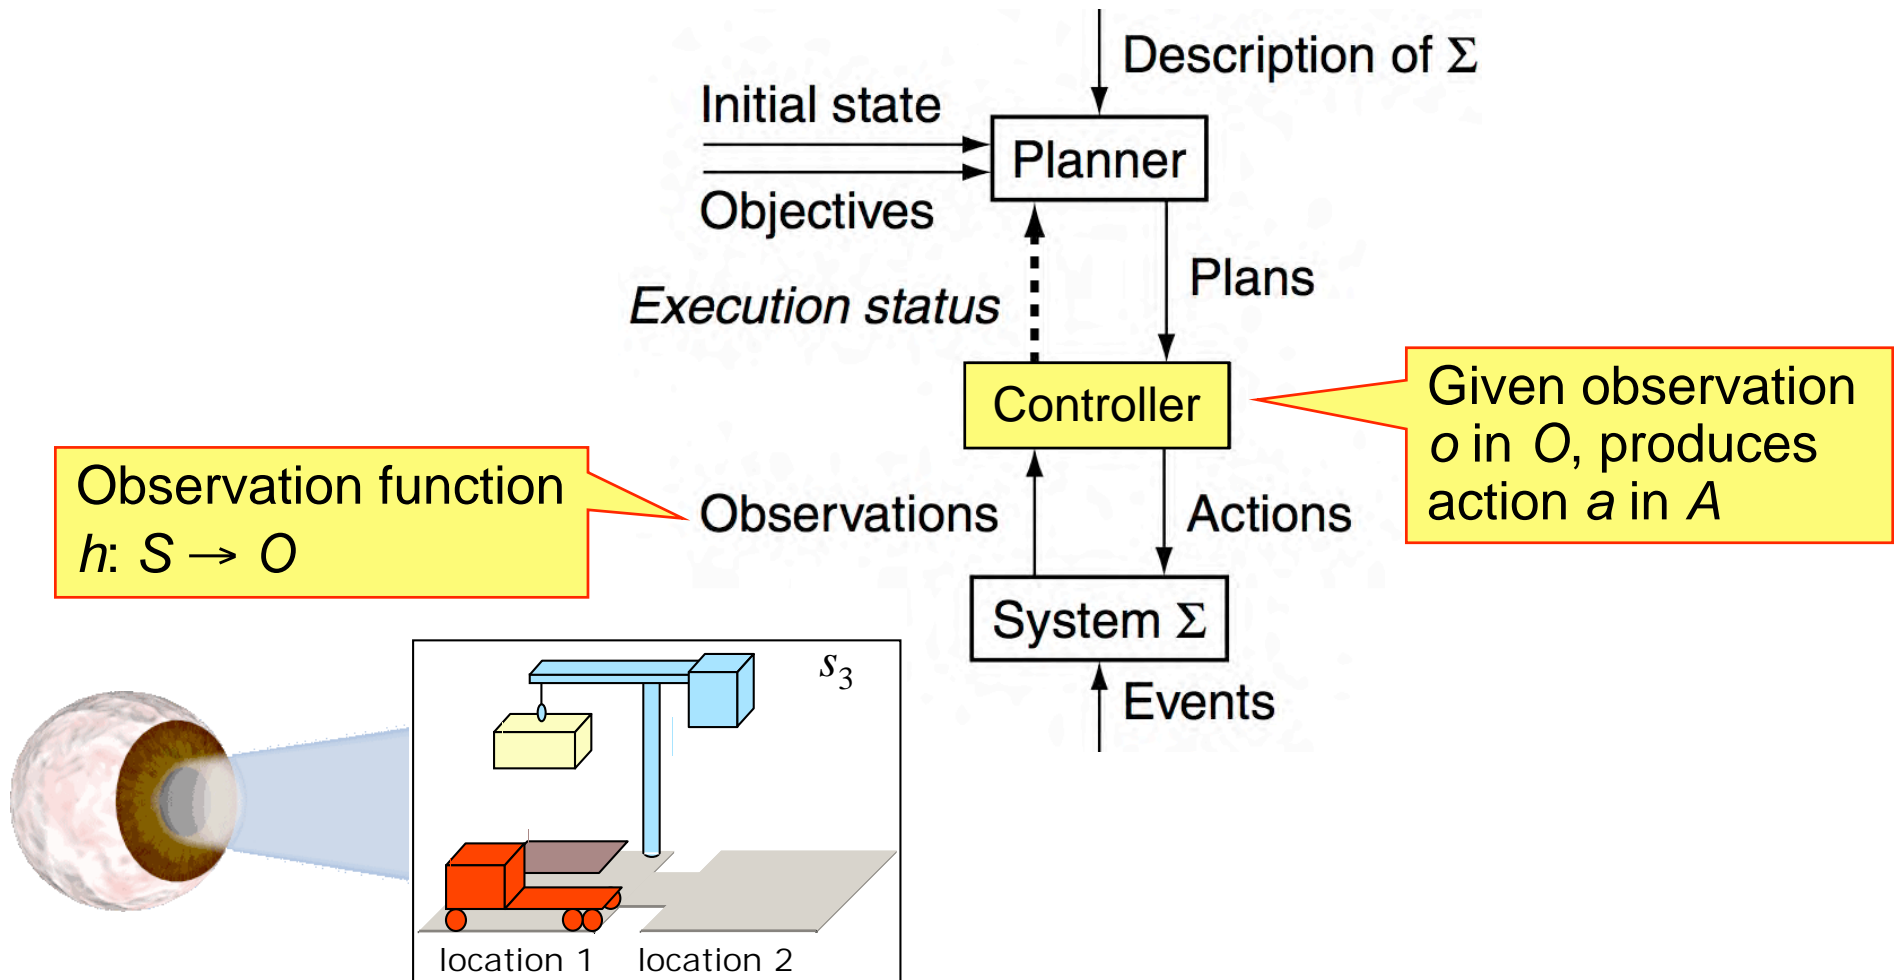 Description of Σ
Initial state
Planner
Objectives
Plans
Execution status
Controller
Given observation
o in O, produces
action a in A
Observation function
h: S → O
Observations
Actions
System Σ
s3
Events
location 1
location 2